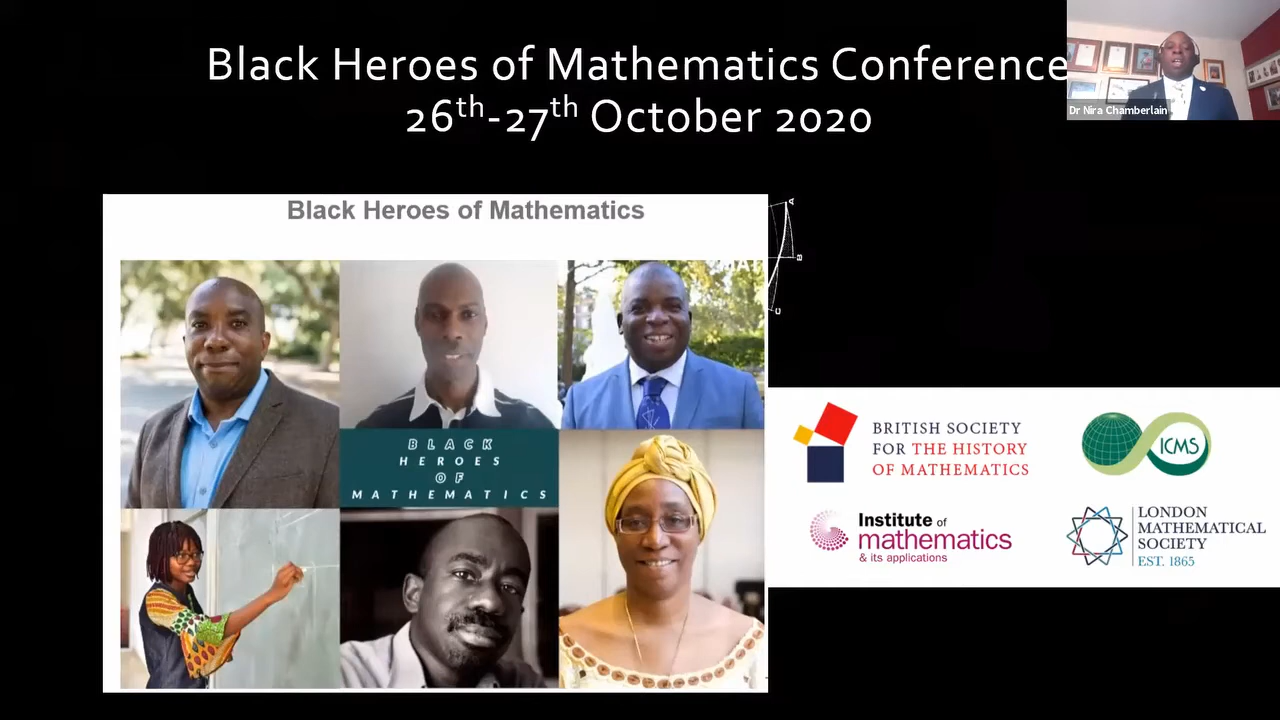 Black Heroes of Mathematics Conference
26th-27th October 2020
Dr Nira Chamberlain
Black Heroes of Mathematics
BLACK
HEROES
OF
MATHEMATICS
A
B
C
BRITISH SOCIETY
FOR THE HISTORY
OF MATHEMATICS
ICMS
Institute of
mathematics
& its applications
LONDON
MATHEMATICAL
SOCIETY
EST. 1865